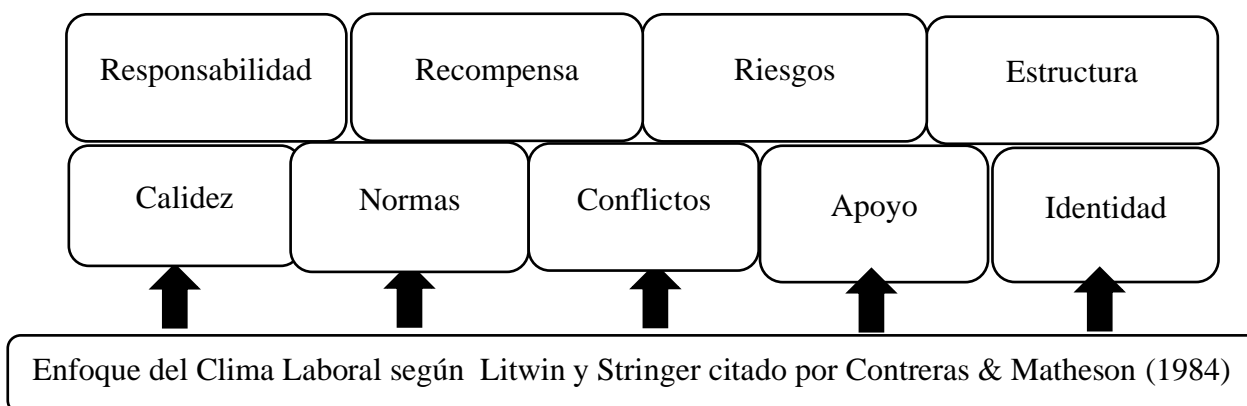 Responsabilidad
Recompensa
Riesgos
Estructura
Calidez
Normas
Conflictos
Apoyo
Identidad
Enfoque del Clima Laboral según Litwin y Stringer citado por Contreras & Matheson (1984)